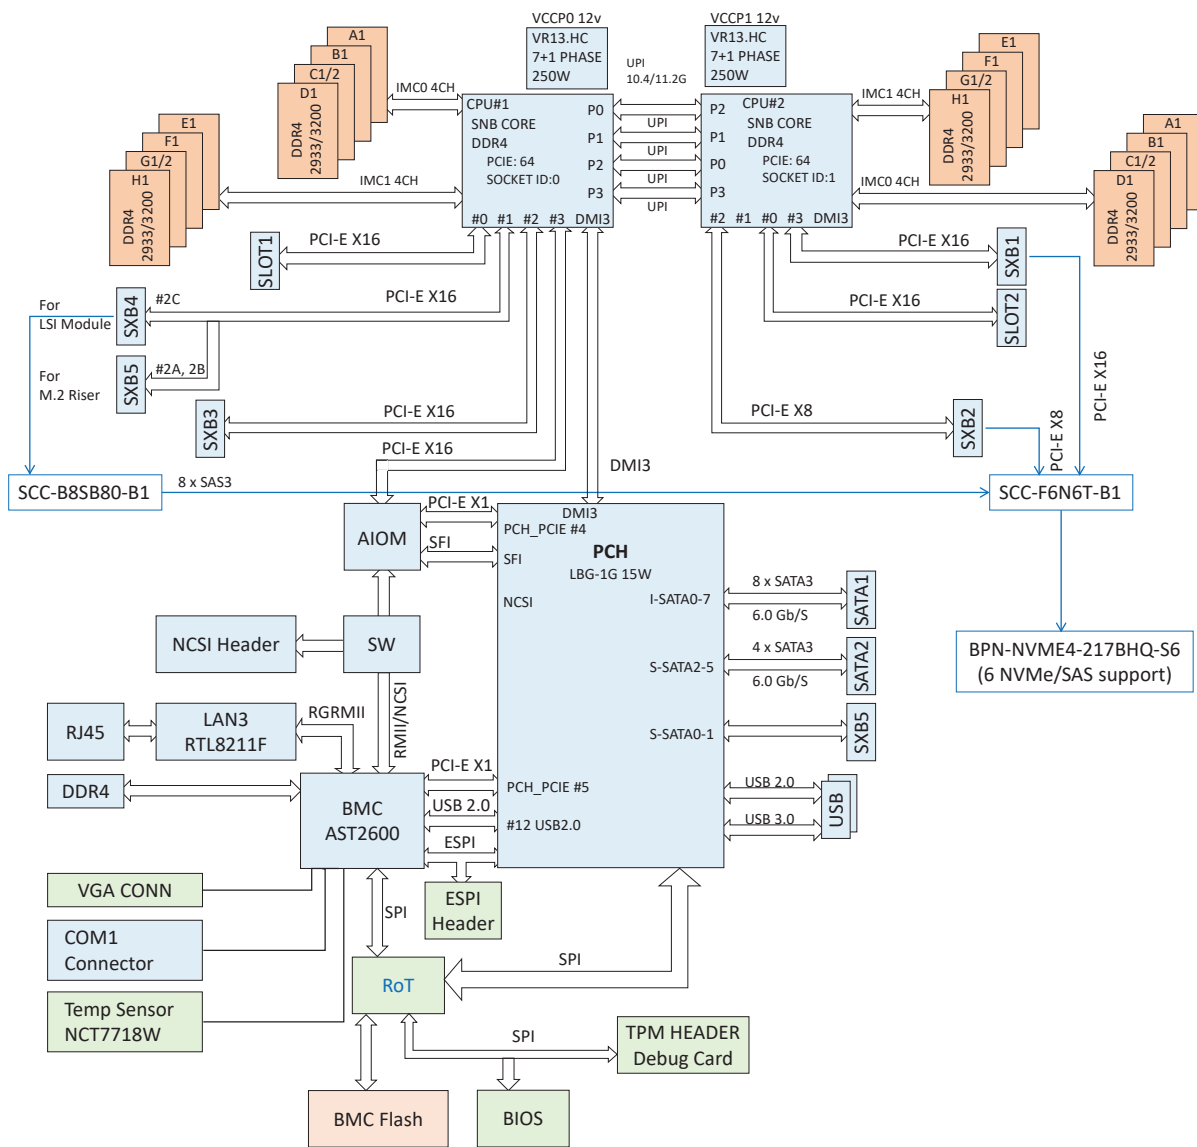 VCCP0 12v
VR13.HC
7+1 PHASE
250W
VCCP1 12v
VR13.HC
7+1 PHASE
250W
UPI
10.4/11.2G
A1
B1
C1/2
D1
DDR4
2933/3200
IMC0 4CH
E1
F1
G1/2
H1
DDR4
2933/3200
IMC1 4CH
CPU#1
SNB CORE
DDR4
PCIE: 64
SOCKET ID:0
P0
P1
P2
P3
#0 #1 #2 #3 DMI3
UPI
UPI
UPI
UPI
CPU#2
SNB CORE
DDR4
PCIE: 64
SOCKET ID:1
P2
P1
P0
P3
#2 #1 #0 #3 DMI3
IMC1 4CH
E1
F1
G1/2
H1
DDR4
2933/3200
IMC0 4CH
A1
B1
C1/2
D1
DDR4
2933/3200
SLOT1
PCI-E X16
PCI-E X16
SXB1
For
LSI Module
SXB4
#2C
PCI-E X16
PCI-E X16
SLOT2
For
M.2 Riser
SXB5
#2A, 2B
PCI-E X16
SXB3
PCI-E X16
PCI-E X8
SXB2
PCI-E X8
PCI-E X16
DMI3
SCC-B8SB80-B1
8 x SAS3
SCC-F6N6T-B1
AIOM
PCI-E X1
SFI
DMI3
PCH_PCIE #4
PCH
LBG-1G 15W
SFI
NCSI
I-SATA0-7
8 x SATA3
6.0 Gb/S
SATA1
S-SATA2-5
4 x SATA3
6.0 Gb/S
SATA2
S-SATA0-1
SXB5
BPN-NVME4-217BHQ-S6
(6 NVMe/SAS support)
NCSI Header
SW
RMII/NCSI
RJ45
LAN3
RTL8211F
RGRMII
DDR4
BMC
AST2600
PCI-E X1
PCH_PCIE #5
USB 2.0
#12 USB2.0
ESPI
USB 2.0
USB 3.0
USB
VGA CONN
ESPI
Header
SPI
COM1
Connector
SPI
RoT
Temp Sensor
NCT7718W
SPI
TPM HEADER
Debug Card
BMC Flash
BIOS